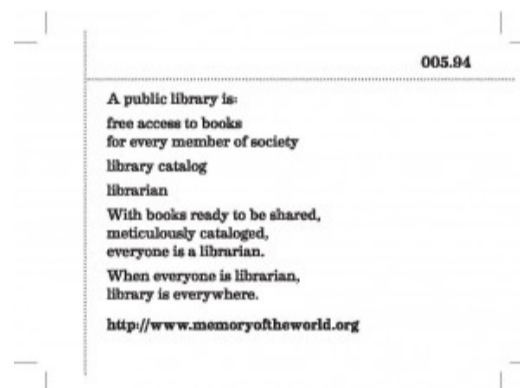 005.94
A public library is:
free access to books
for every member of society
library catalog
librarian
With books ready to be shared,
meticulously cataloged,
everyone is a librarian.
When everyone is librarian,
library is everywhere.
http://www.memoryoftheworld.org